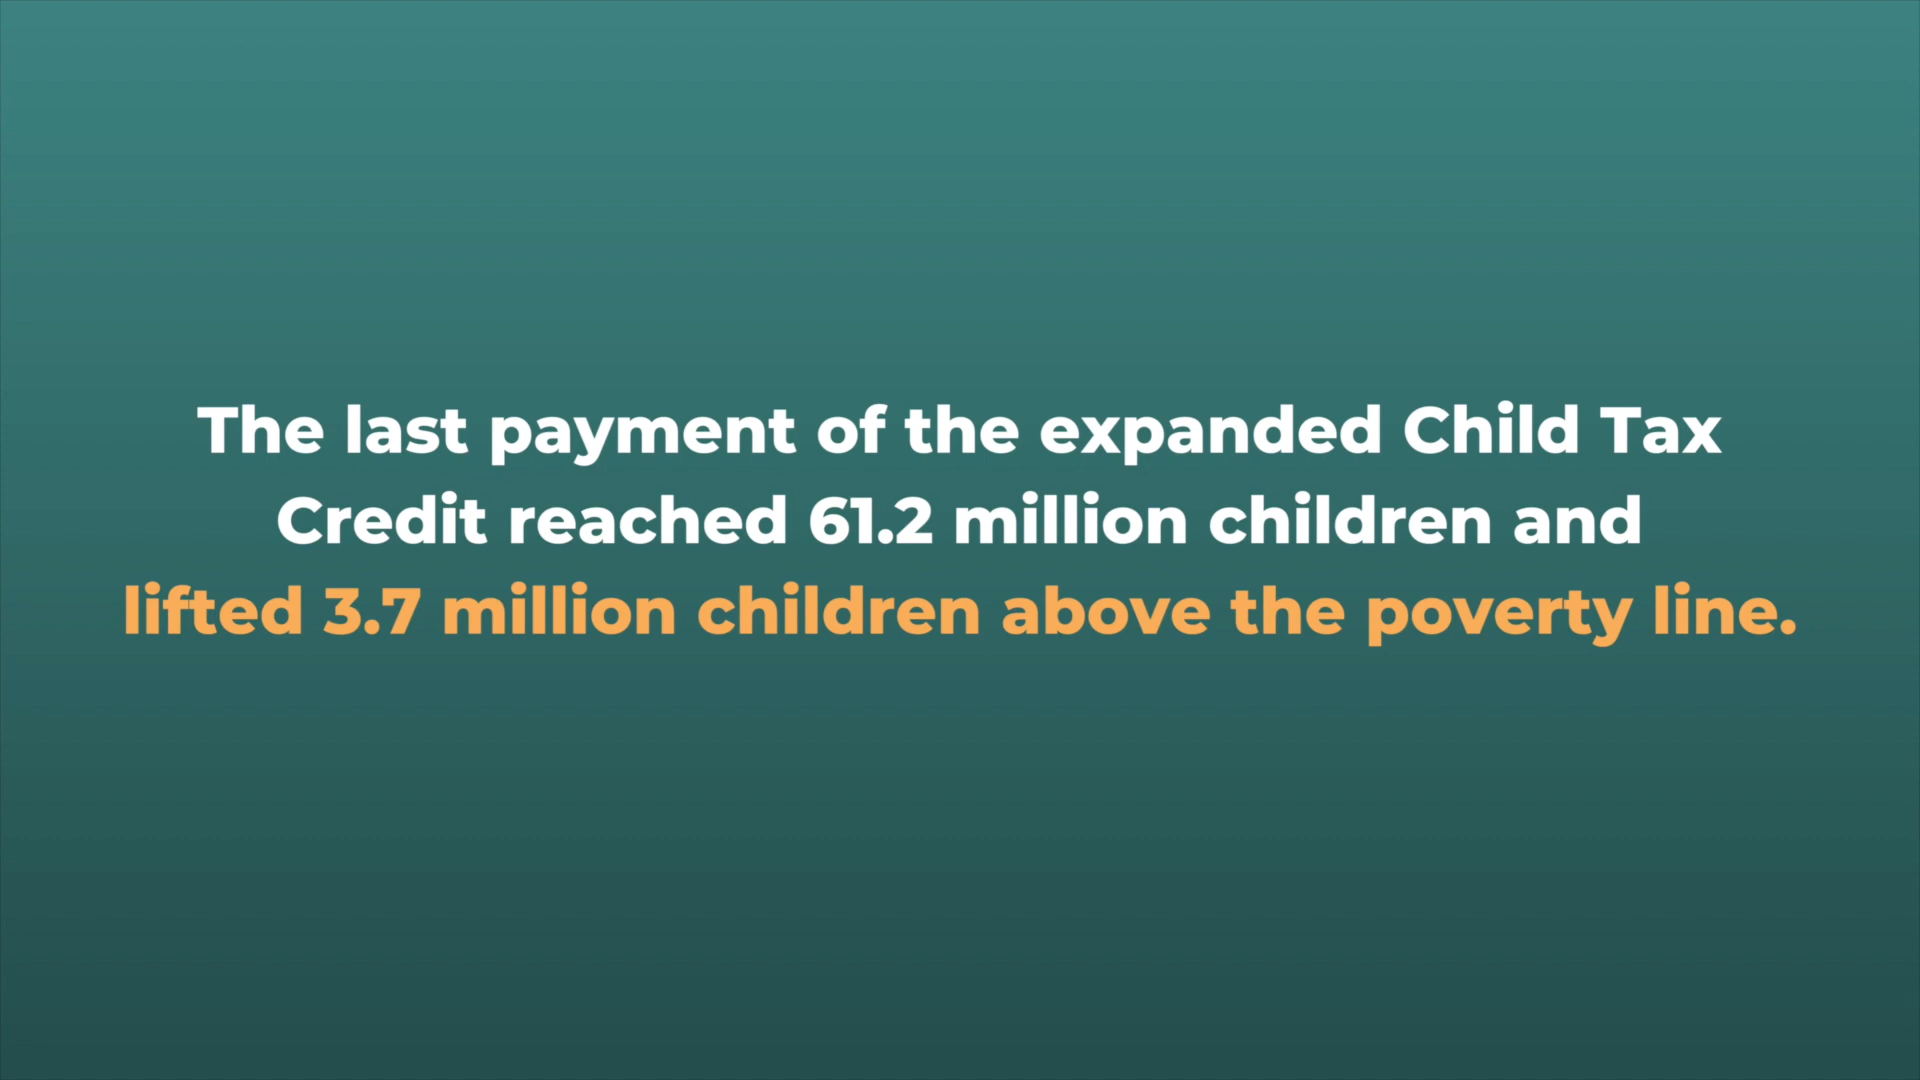 The last payment of the expanded Child Tax
Credit reached 61.2 million children and
lifted 3.7 million children above the poverty line.